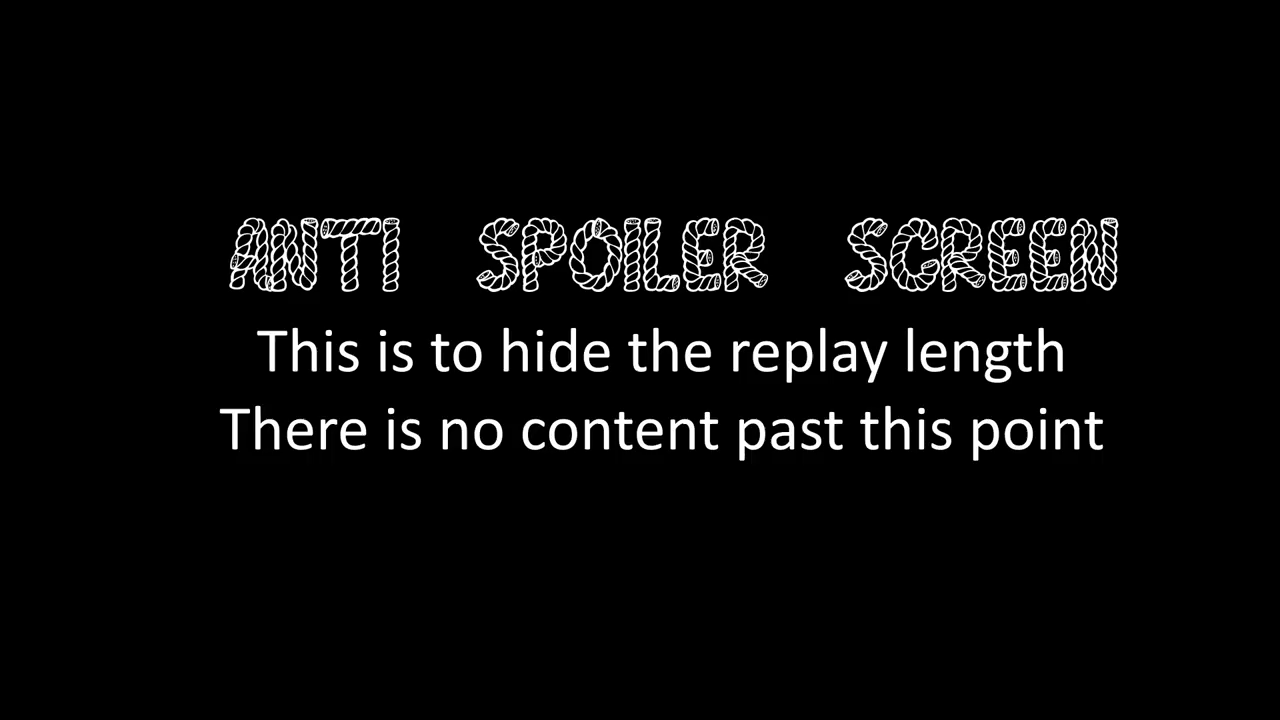 ANTI SPOILER SCREEN
This is to hide the replay length
There is no content past this point